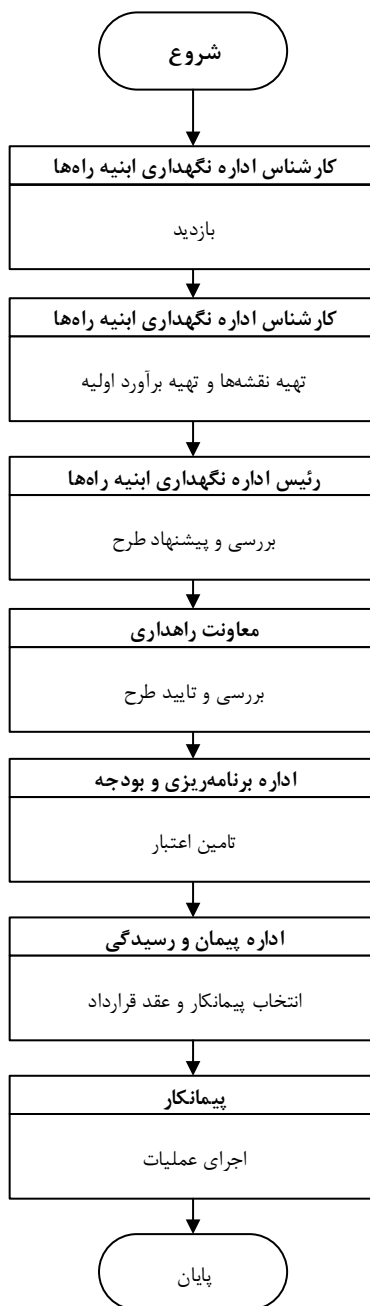 شروع
کارشناس اداره نگهداری ابنیه راه‌ها
بازدید
کارشناس اداره نگهداری ابنیه راه‌ها
تهیه نقشه‌ها و تهیه برآورد اولیه
رئیس اداره نگهداری ابنیه راه‌ها
بررسی و پیشنهاد طرح
معاونت راهداری
بررسی و تایید طرح
اداره برنامه‌ریزی و بودجه
تامین اعتبار
اداره پیمان و رسیدگی
انتخاب پیمانکار و عقد قرارداد
پیمانکار
اجرای عملیات
پایان